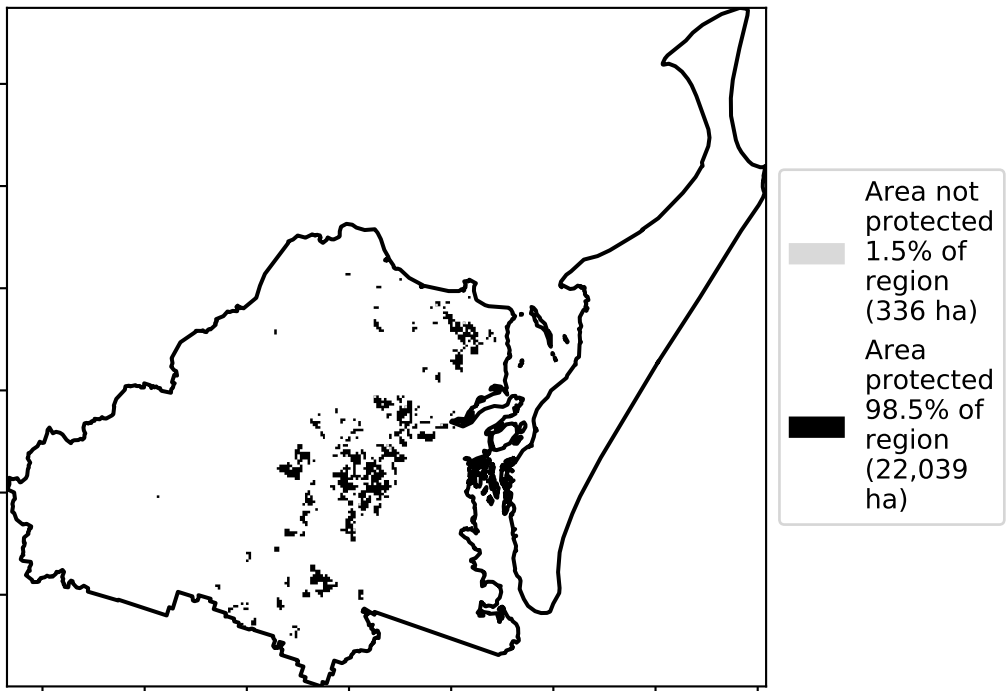 Area not
protected
1.5% of
region
(336 ha)
Area
protected
98.5% of
region
(22,039
ha)